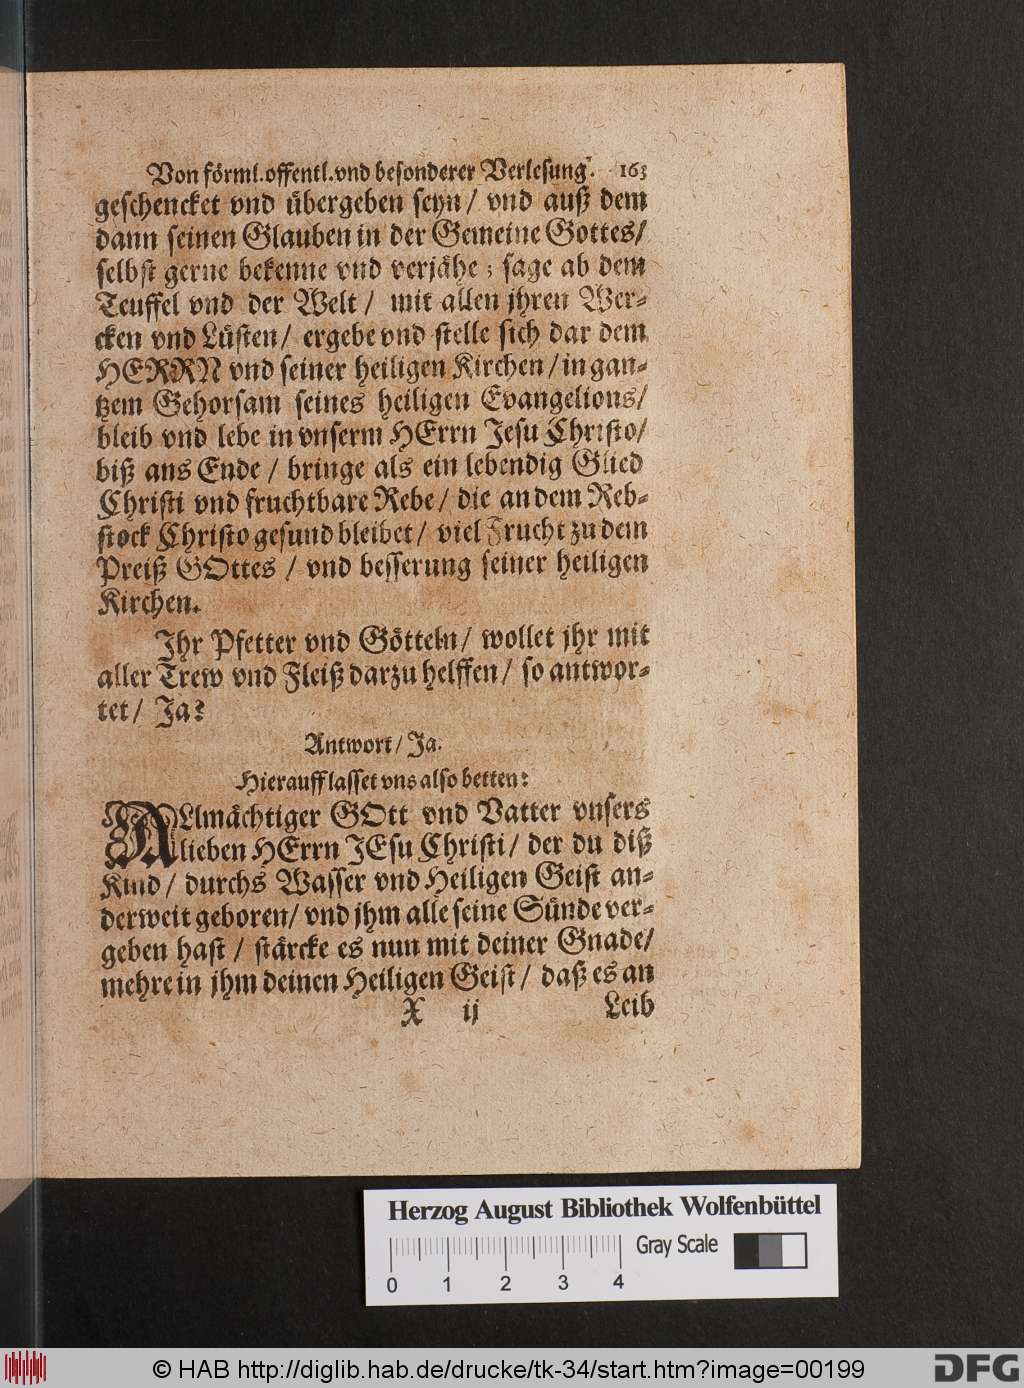 Von förml. offentl. vnd besonderer Verlesung. 163
geschencket vnd übergeben seyn / vnd auß dem
dann seinen Glauben in der Gemeine Gottes /
selbst gerne bekenne vnd verjähe ; sage ab dem
Teuffel vnd der Welt / mit allen jhren Wer-
cken vnd Lüsten / ergebe vnd stelle sich dar dem
HERRN vnd seiner heiligen Kirchen / in gan-
tzem Gehorsam seines heiligen Evangelions /
bleib vnd lebe in vnserm HErrn Jesu Christo /
biß ans Ende / bringe als ein lebendig Glied
Christi vnd fruchtbare Rebe / die an dem Reb-
stock Christo gesund bleibet / viel Frucht zu dem
Preiß GOttes / vnd besserung seiner heiligen
Kirchen.
Jhr Pfetter vnd Götteln / wollet jhr mit
aller Trew vnd Fleiß darzu helffen / so antwor-
tet / Ja?
Antwort / Ja.
Hierauff lasset vns also betten:
ALlmächtiger GOtt vnd Vatter vnsers
lieben HErrn JEsu Christi / der du diß
Kind / durchs Wasser vnd Heiligen Geist an-
derweit geboren / vnd jhm alle seine Sünde ver-
geben hast / stärcke es nun mit deiner Gnade /
mehre in jhm deinen Heiligen Geist / daß es an
X ij Leib
Herzog August Bibliothek Wolfenbüttel
Gray Scale
0 1 2 3 4
© HAB http://diglib.hab.de/drucke/tk-34/start.htm?image=00199
DFG